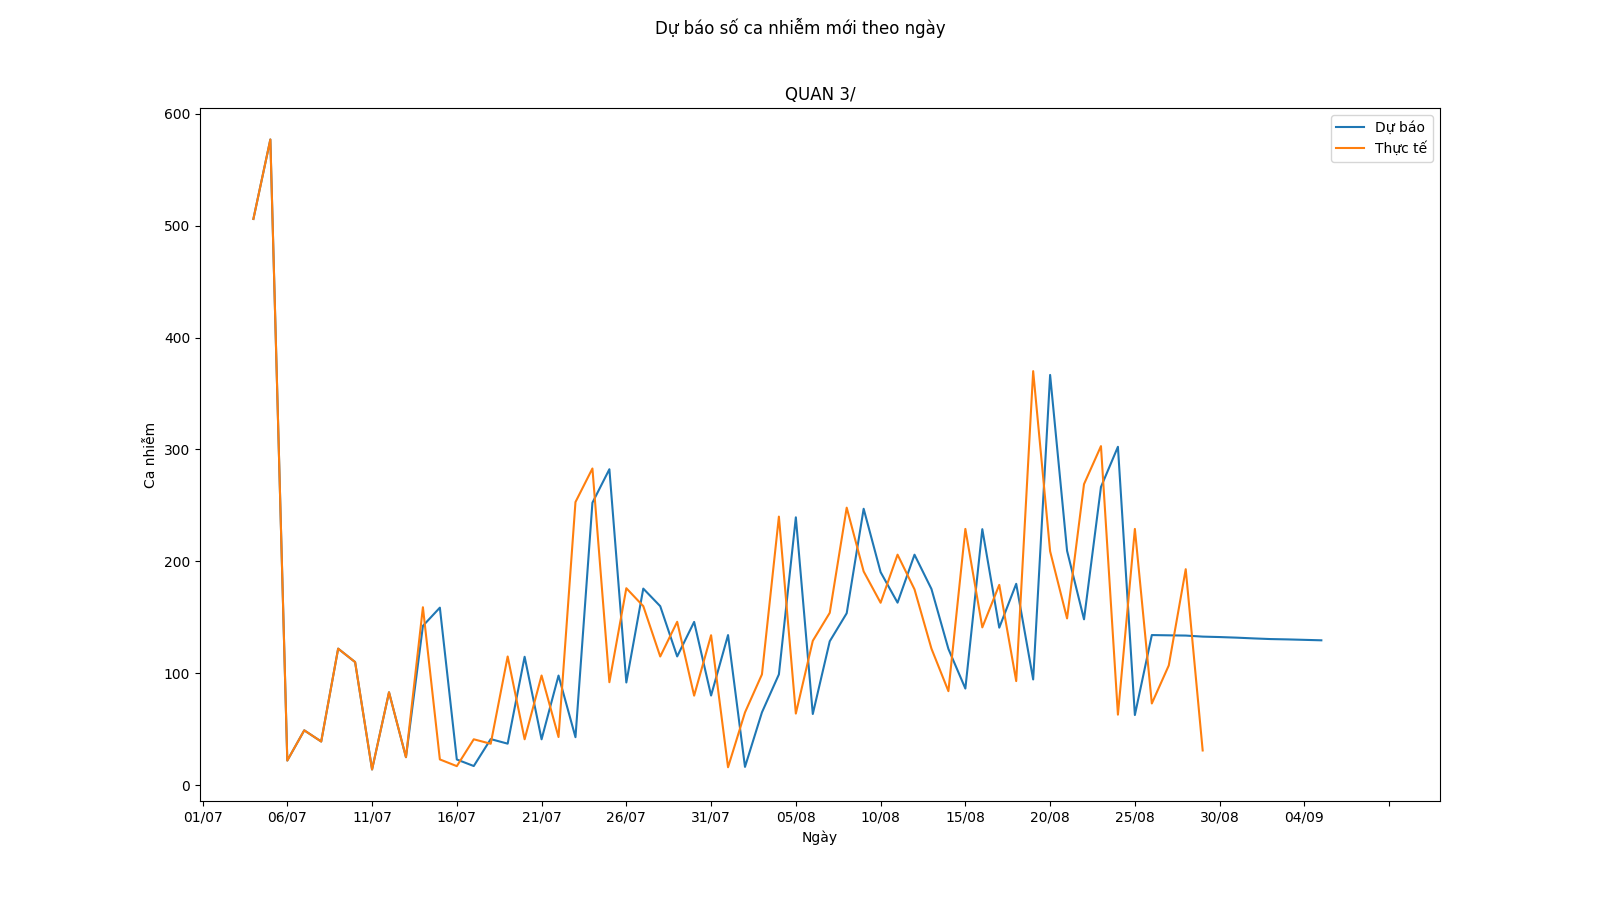 Dự báo số ca nhiễm mới theo ngày
QUAN 3/
Dự báo
Thực tế
600
500
400
300
200
100
0
Ca nhiễm
01/07 06/07 11/07 16/07 21/07 26/07 31/07 05/08 10/08 15/08 20/08 25/08 30/08 04/09
Ngày